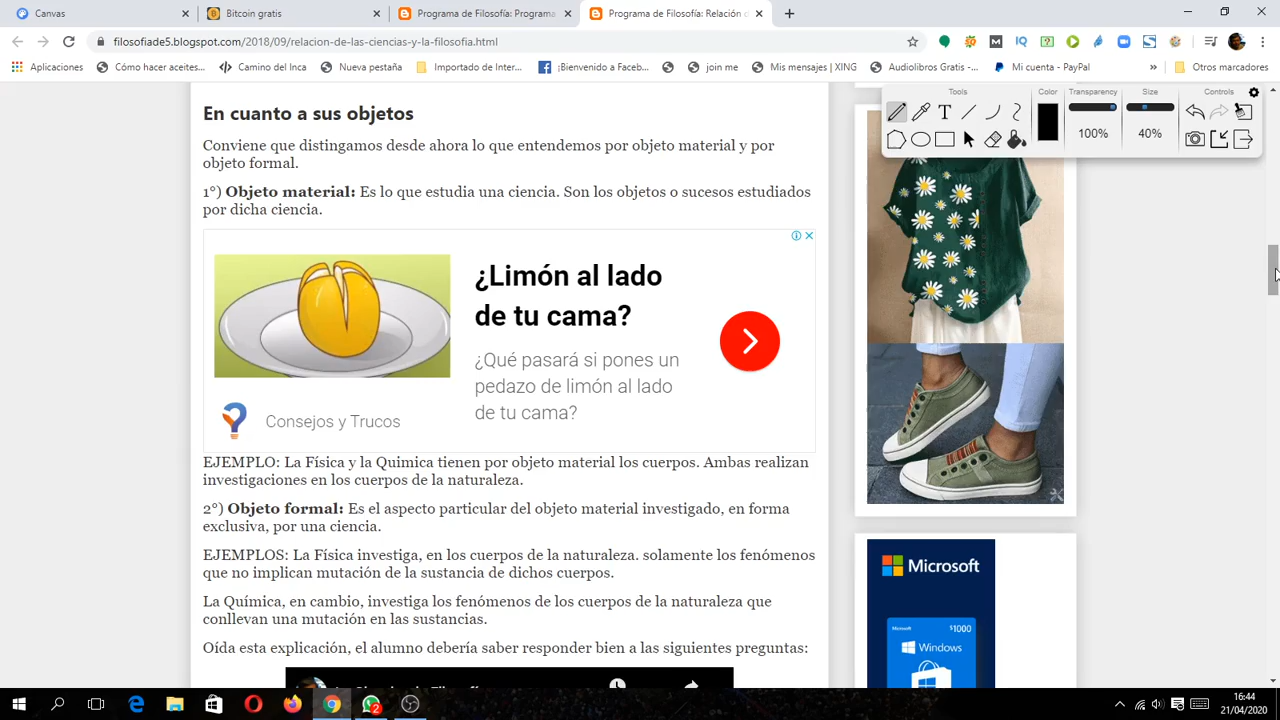 Canvas
Bitcoin gratis
Programa de Filosofía: Programa
Programa de Filosofía: Relación
filosofiade5.blogspot.com/2018/09/relacion-de-las-ciencias-y-la-filosofia.html
Aplicaciones
Cómo hacer aceites...
Camino del Inca
Nueva pestaña
Importado de Inter...
¡Bienvenido a Faceb...
join me
Mis mensajes | XING
Audiolibros Gratis -...
Mi cuenta - PayPal
Otros marcadores
Tools
Color
Transparency
Size
Controls
100%
40%
En cuanto a sus objetos
Conviene que distingamos desde ahora lo que entendemos por objeto material y por
objeto formal.
1°) Objeto material: Es lo que estudia una ciencia. Son los objetos o sucesos estudiados
por dicha ciencia.
¿Limón al lado
de tu cama?
¿Qué pasará si pones un
pedazo de limón al lado
de tu cama?
Consejos y Trucos
EJEMPLO: La Física y la Quimica tienen por objeto material los cuerpos. Ambas realizan
investigaciones en los cuerpos de la naturaleza.
2°) Objeto formal: Es el aspecto particular del objeto material investigado, en forma
exclusiva, por una ciencia.
EJEMPLOS: La Física investiga, en los cuerpos de la naturaleza. solamente los fenómenos
que no implican mutación de la sustancia de dichos cuerpos.
La Química, en cambio, investiga los fenómenos de los cuerpos de la naturaleza que
conllevan una mutación en las sustancias.
Oída esta explicación, el alumno debería saber responder bien a las siguientes preguntas:
Microsoft
$1000
Windows
16:44
21/04/2020